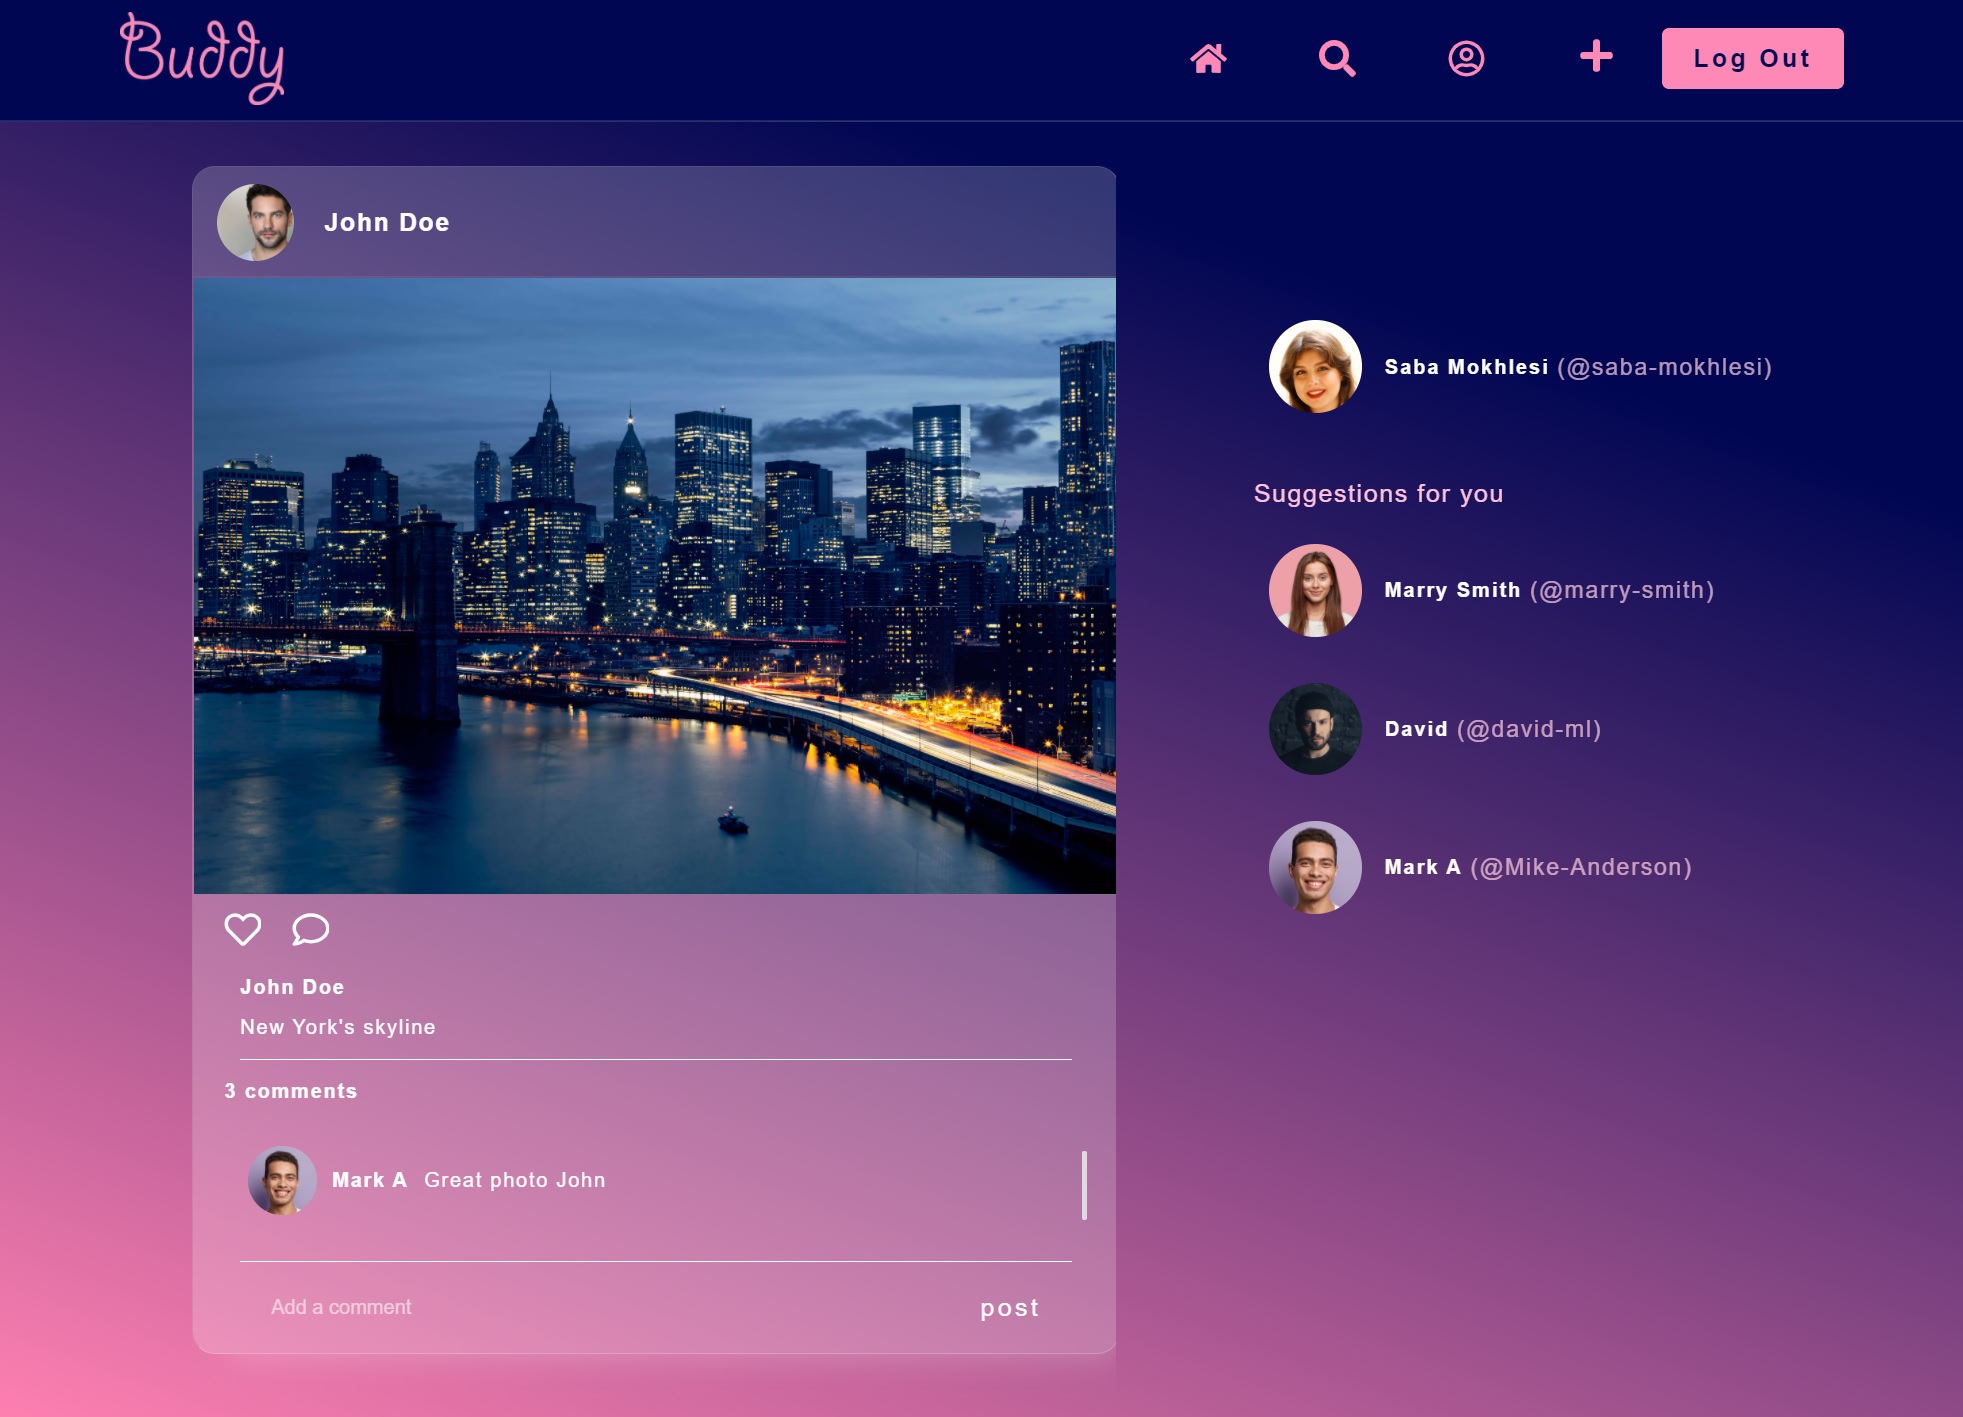 Buddy
Log Out
John Doe
John Doe
New York's skyline
3 comments
Mark A Great photo John
Add a comment
post
Saba Mokhlesi (@saba-mokhlesi)
Suggestions for you
Marry Smith (@marry-smith)
David (@david-ml)
Mark A (@Mike-Anderson)